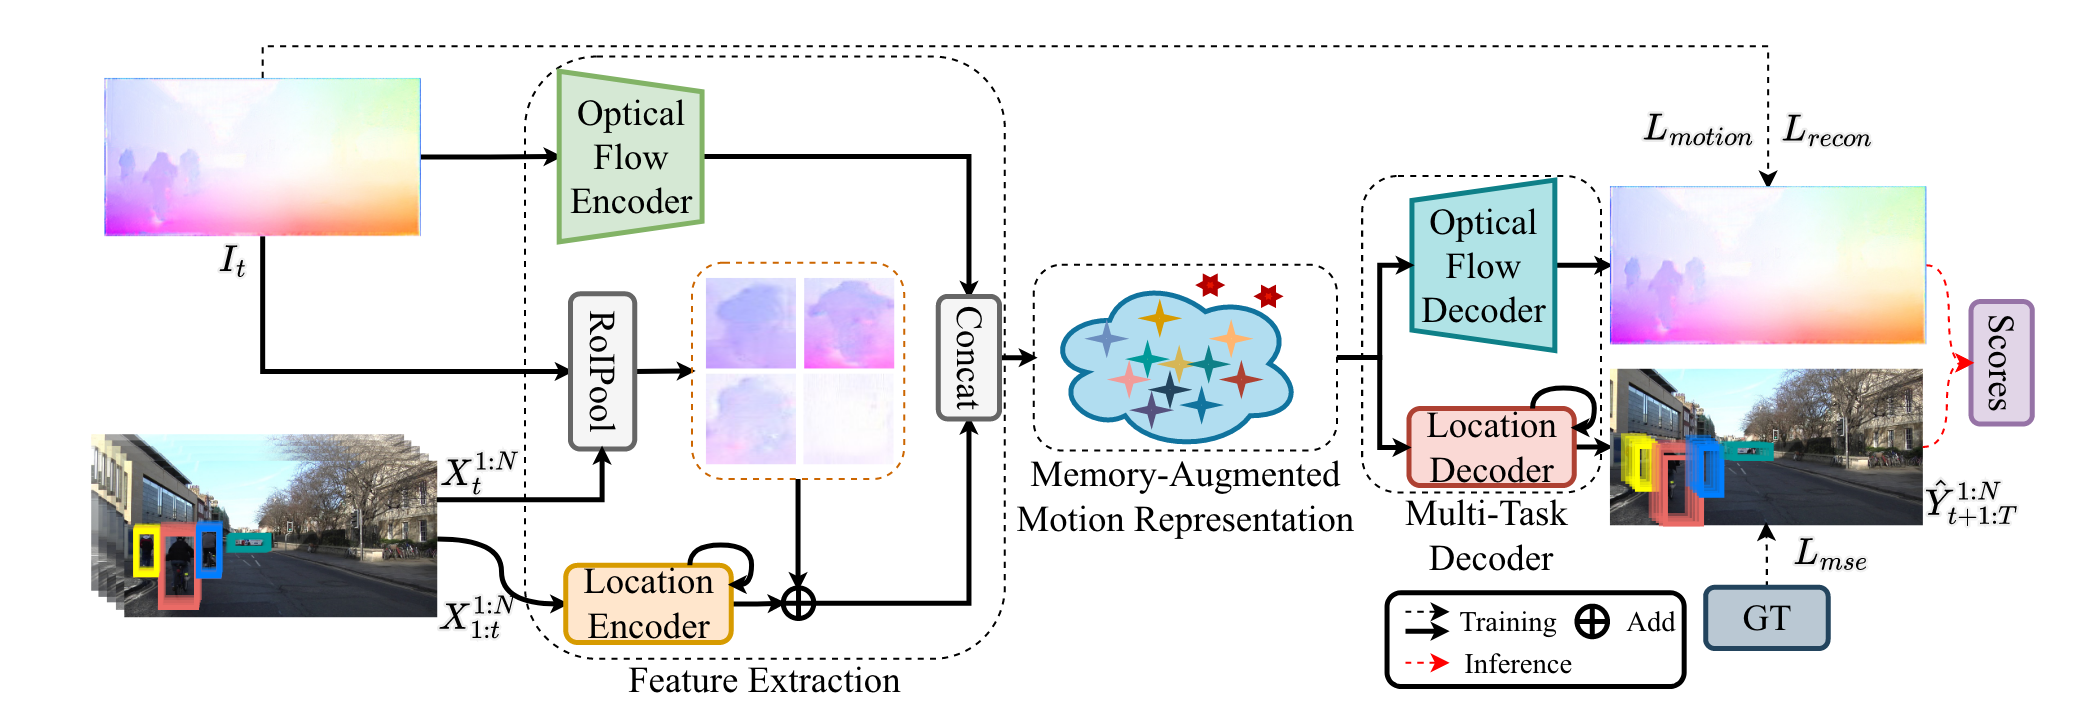 Optical
Flow
Encoder
I_t
RoIPool
Concat
X_t^{1:N}
X_{1:t}^{1:N}
Location
Encoder
Feature Extraction
Memory-Augmented
Motion Representation
Optical
Flow
Decoder
Location
Decoder
Multi-Task
Decoder
L_{motion} L_{recon}
Scores
\hat{Y}_{t+1:T}^{1:N}
L_{mse}
GT
Training Add
Inference